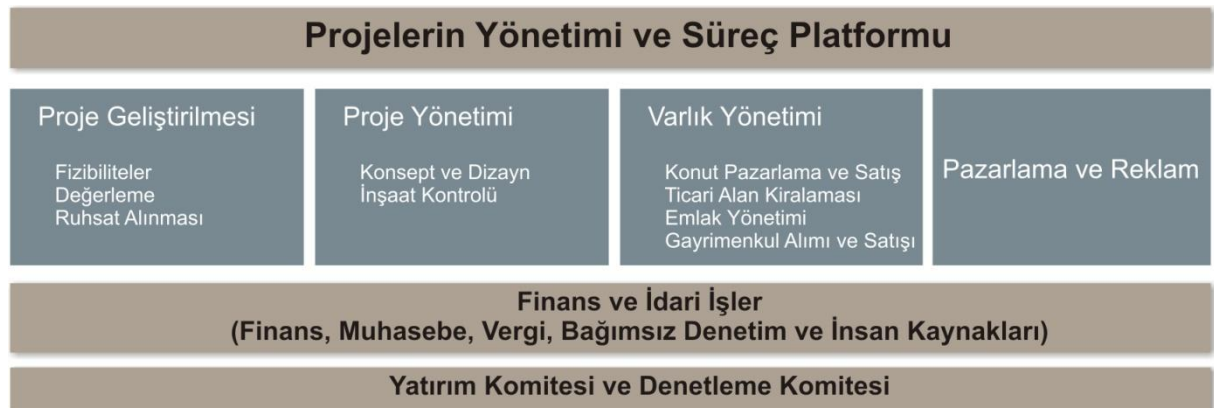 Projelerin Yönetimi ve Süreç Platformu
Proje Geliştirilmesi
Fizibiliteler
Değerleme
Ruhsat Alınması
Proje Yönetimi
Konsept ve Dizayn
İnşaat Kontrolü
Varlık Yönetimi
Konut Pazarlama ve Satış
Ticari Alan Kiralaması
Emlak Yönetimi
Gayrimenkul Alımı ve Satışı
Pazarlama ve Reklam
Finans ve İdari İşler
(Finans, Muhasebe, Vergi, Bağımsız Denetim ve İnsan Kaynakları)
Yatırım Komitesi ve Denetleme Komitesi